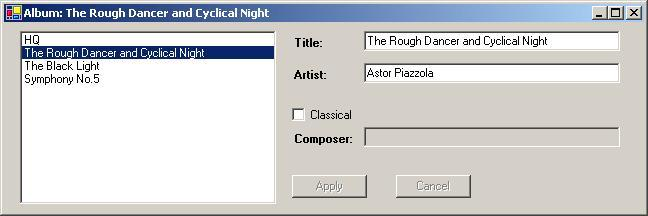 Album: The Rough Dancer and Cyclical Night
HQ
The Rough Dancer and Cyclical Night
The Black Light
Symphony No.5
Title: The Rough Dancer and Cyclical Night
Artist: Astor Piazzola
Classical
Composer:
Apply Cancel